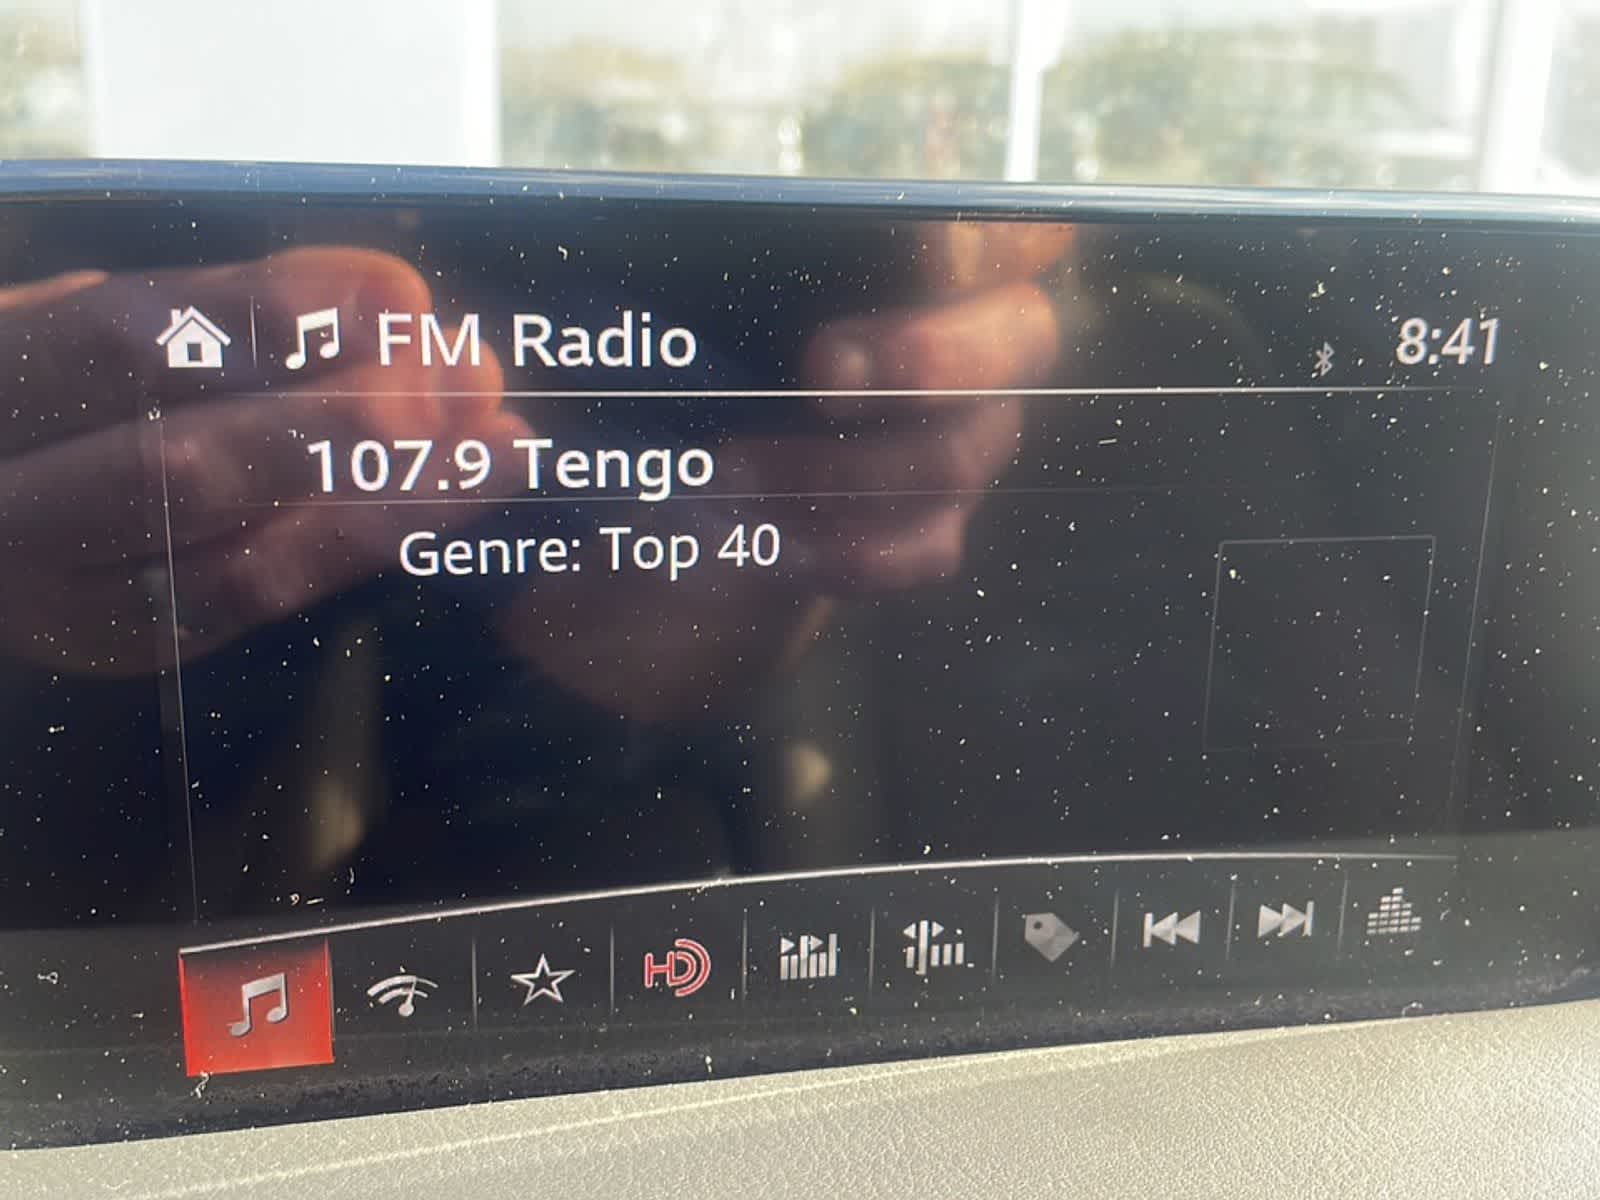 FM Radio
8:41
107.9 Tengo
Genre: Top 40
HD